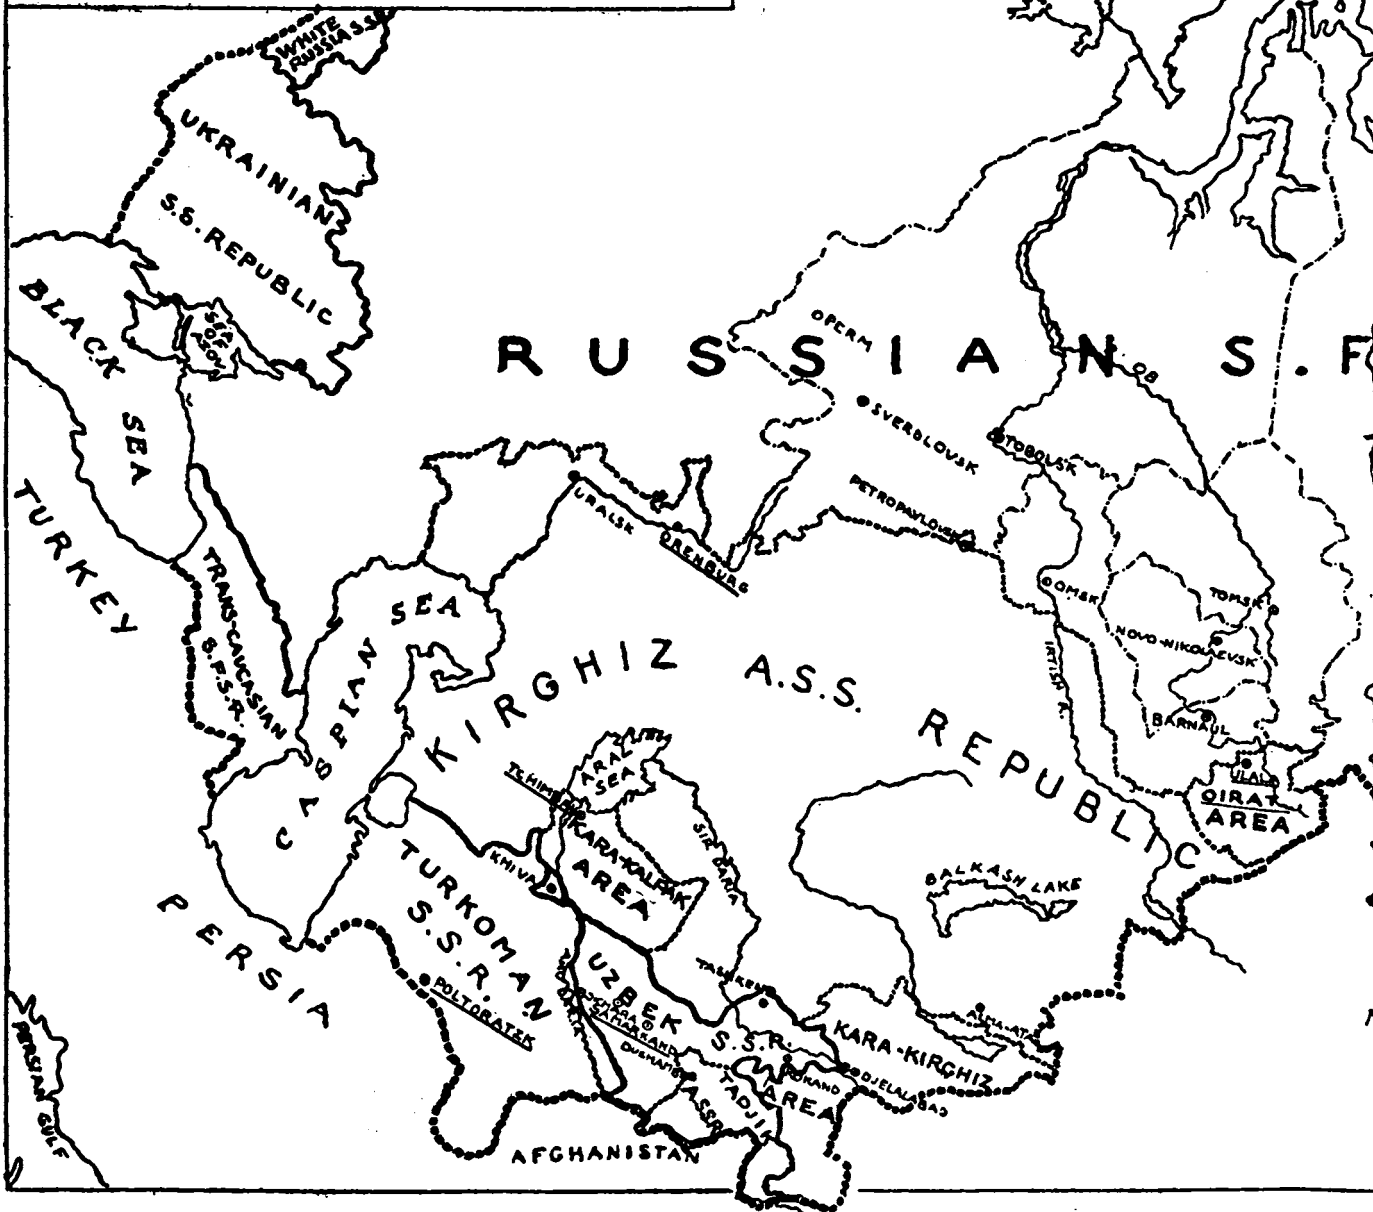 WHITE
RUSSIA S.S.R.
UKRAINIAN
S.S. REPUBLIC
BLACK
SEA
SEA
OF
AZOV
TURKEY
TRANS-CAUCASIAN
S.F.S.R.
CASPIAN SEA
PERSIA
PERSIAN GULF
RUSSIAN S.F
PERM
SVERDLOVSK
TOBOLSK
OB
PETROPAVLOVSK
URALSK
ORENBURG
OMSK
TOMSK
NOVO-NIKOLAEVSK
IRTISH R.
BARNAUL
ULALA
OIRAT
AREA
KIRGHIZ A.S.S. REPUBLIC
ARAL
SEA
TCHIMBAI
KARA-KALPAK
AREA
SIR DARIA
KHIVA
BALKASH LAKE
TURKOMAN
S.S.R.
POLTORATSK
UZBEK
S.S.R.
SAMARKAND
TASHKENT
ALMA-ATA
KARA-KIRGHIZ
AREA
KOKAND
DJELALABAD
TADJIK
ASSR
AFGHANISTAN